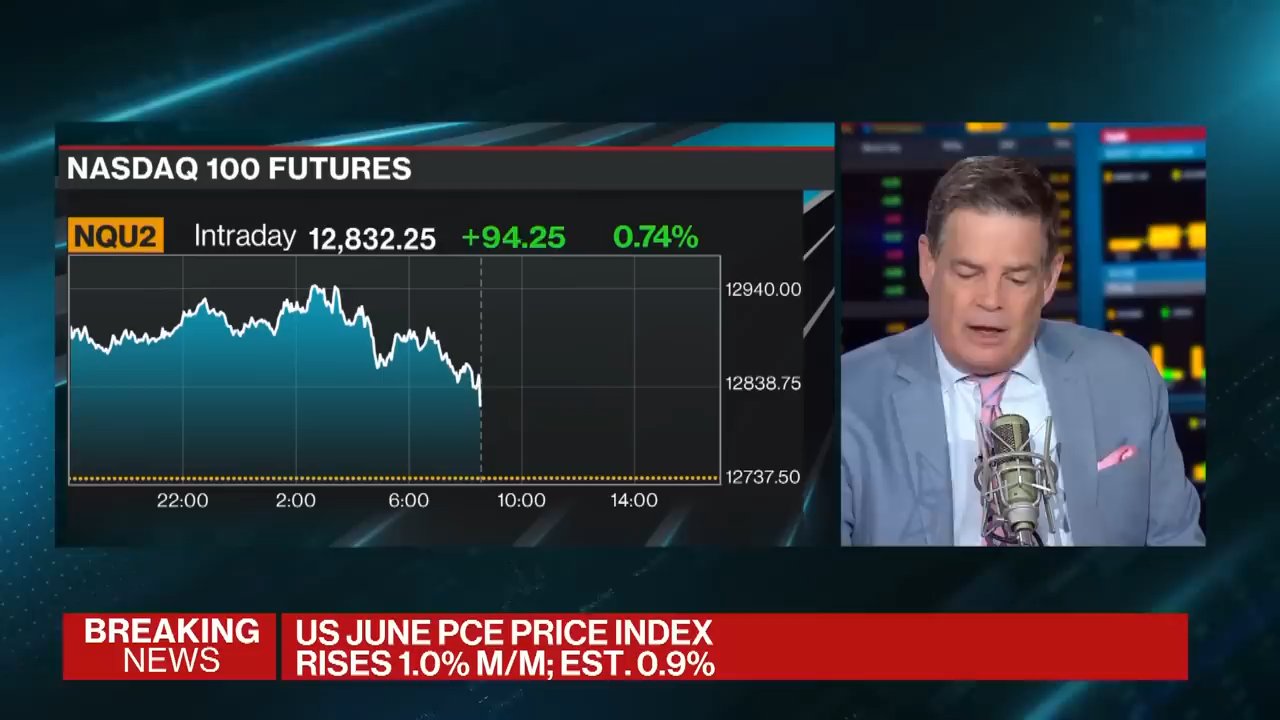 NASDAQ 100 FUTURES
NQU2 Intraday 12,832.25 +94.25 0.74%
12940.00
12838.75
12737.50
22:00 2:00 6:00 10:00 14:00
BREAKING
NEWS
US JUNE PCE PRICE INDEX
RISES 1.0% M/M; EST. 0.9%